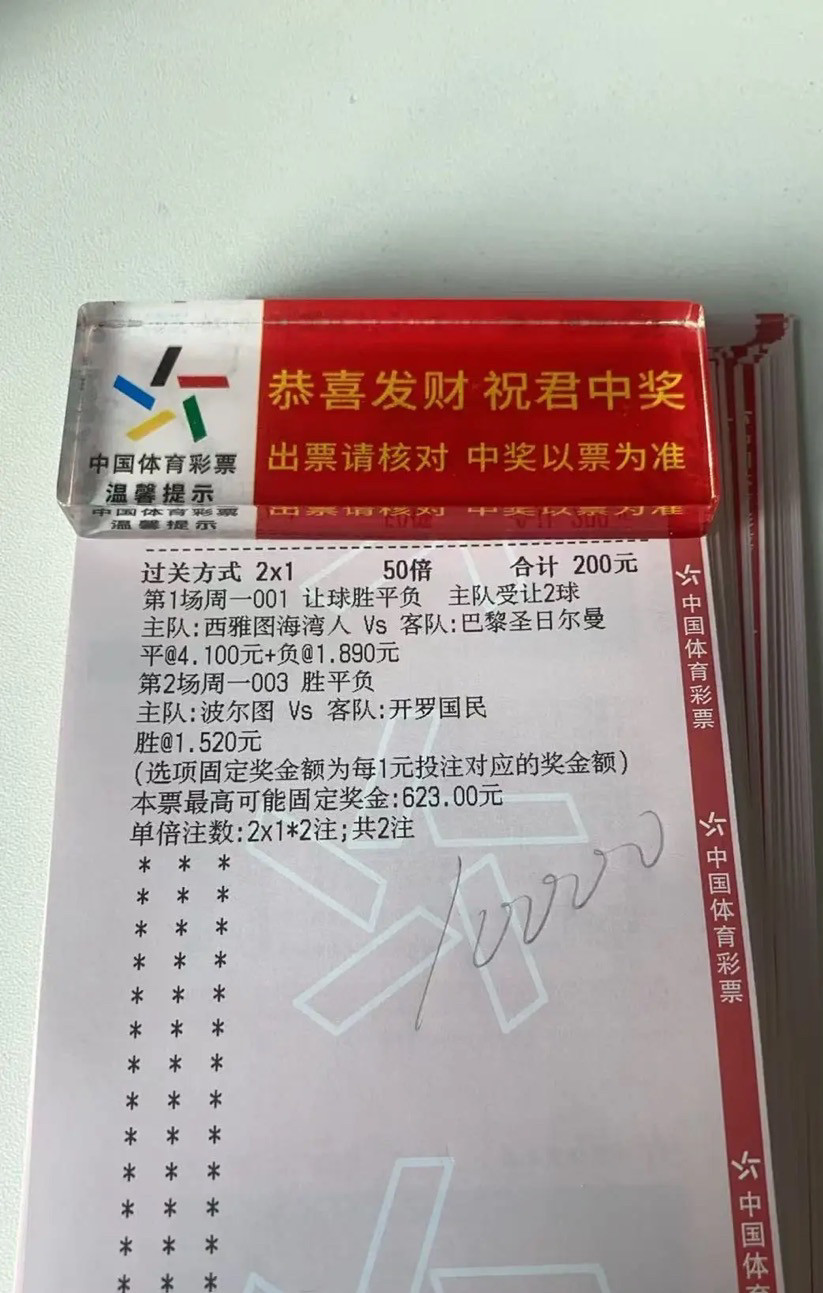 恭喜发财 祝君中奖
出票请核对 中奖以票为准
中国体育彩票
温馨提示
过关方式 2x1 50倍 合计 200元
第1场周一001 让球胜平负 主队受让2球
主队:西雅图海湾人 Vs 客队:巴黎圣日尔曼
平@4.100元+负@1.890元
第2场周一003 胜平负
主队:波尔图 Vs 客队:开罗国民
胜@1.520元
(选项固定奖金额为每1元投注对应的奖金额)
本票最高可能固定奖金:623.00元
单倍注数:2x1*2注;共2注
* * *
* * *
* * *
* * *
* * *
* * *
* * *
* * *
* * *
* * *
* * *
* * *
* * *
10000
中国体育彩票
中国体育彩票
中国体